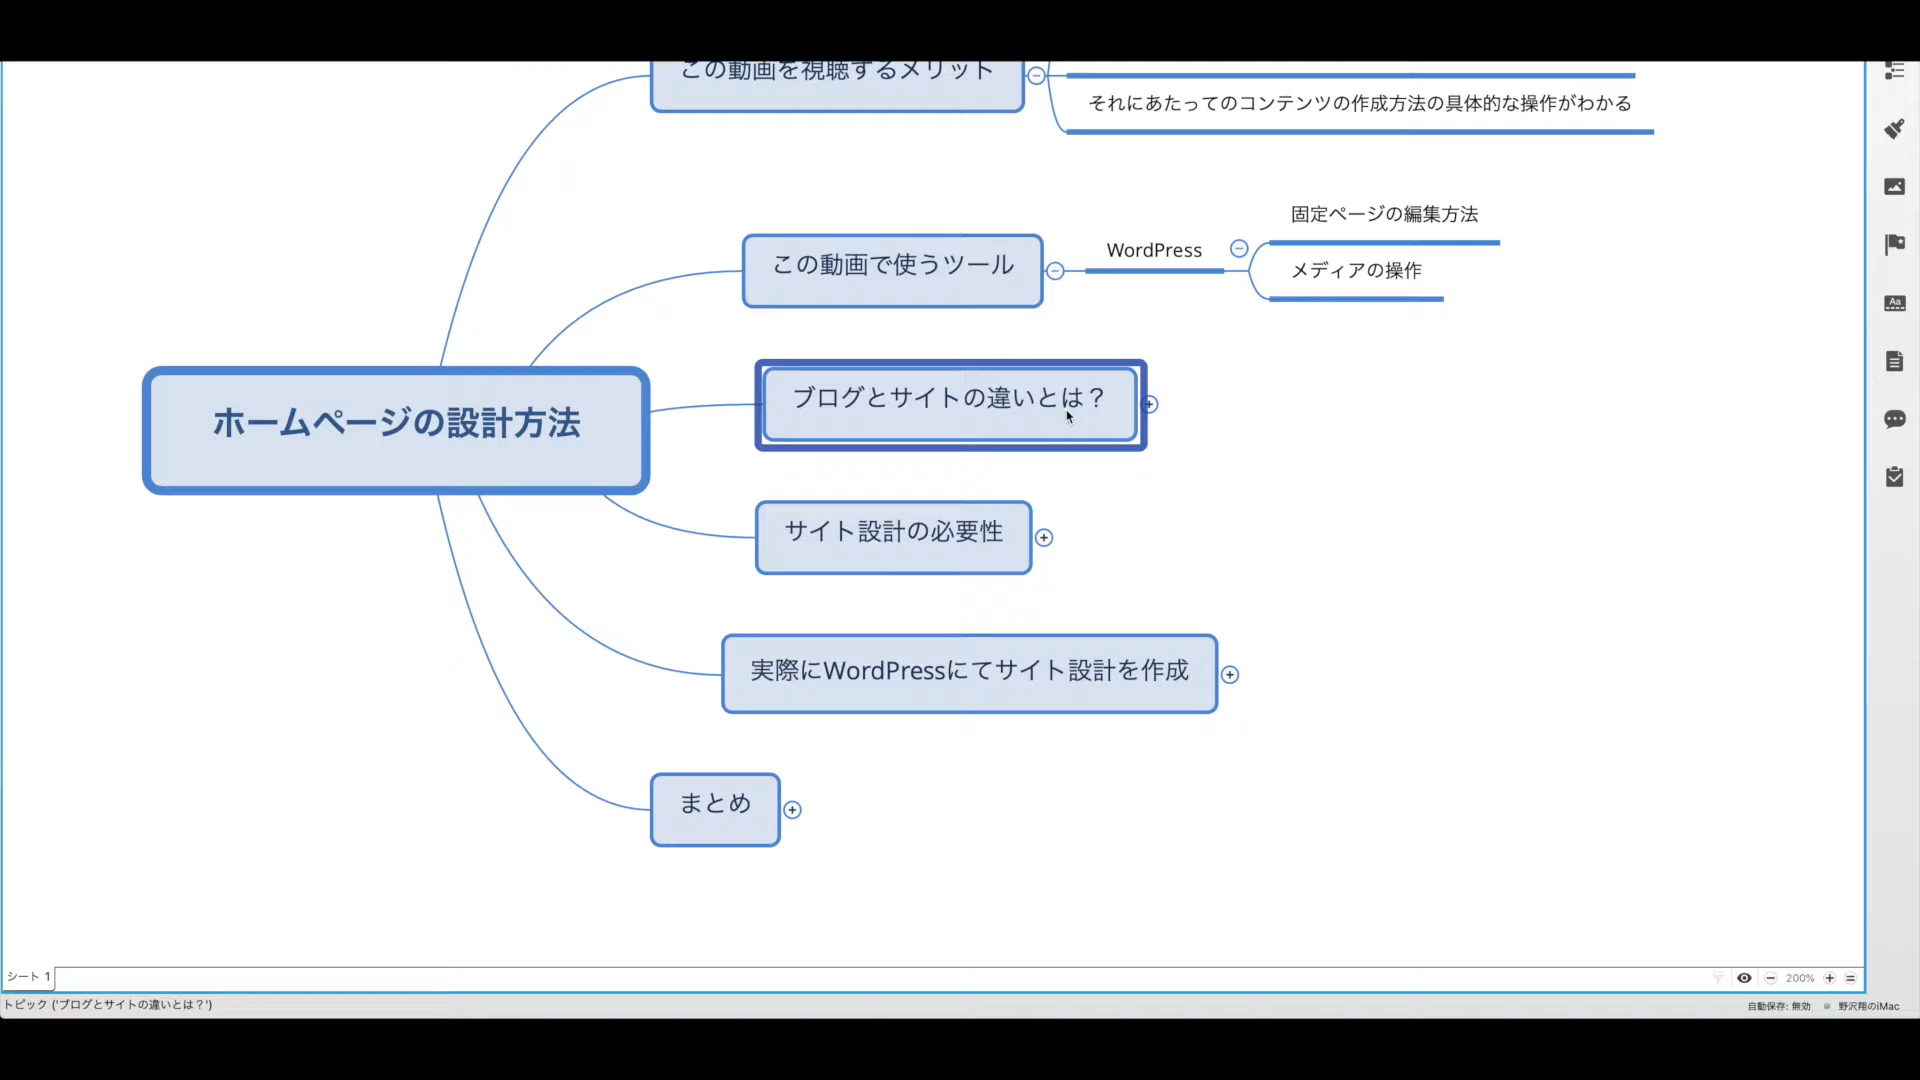 この動画を視聴するメリット
それにあたってのコンテンツの作成方法の具体的な操作がわかる
固定ページの編集方法
この動画で使うツール
WordPress
メディアの操作
ブログとサイトの違いとは？
ホームページの設計方法
サイト設計の必要性
実際にWordPressにてサイト設計を作成
まとめ
シート 1
200%
トピック ('ブログとサイトの違いとは？')
自動保存: 無効
野沢翔のiMac